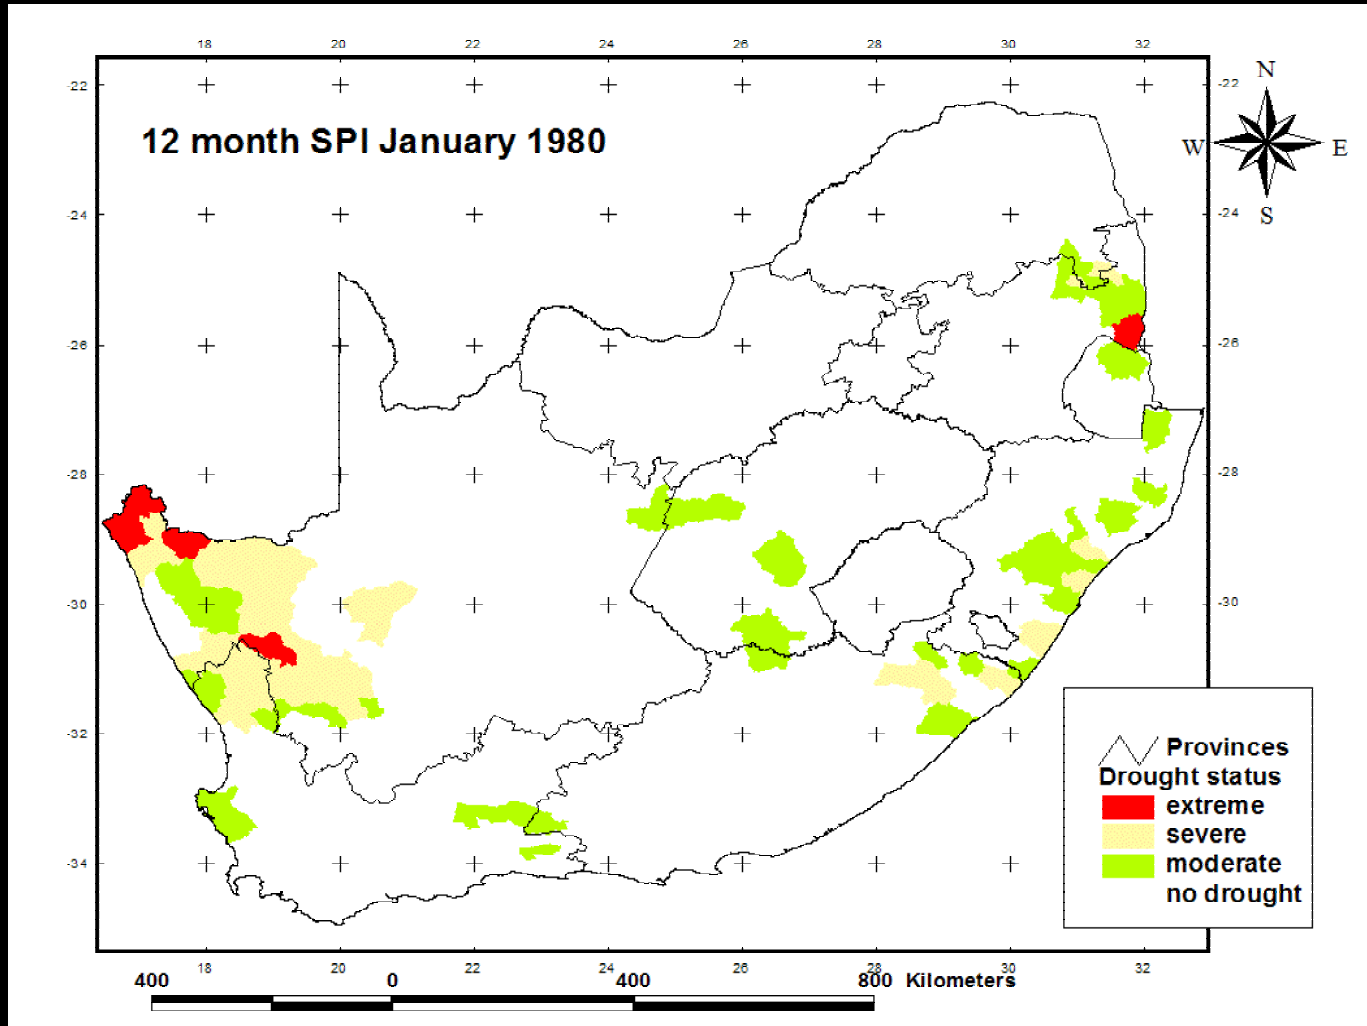 18 20 22 24 26 28 30 32
N
-22 -22
12 month SPI January 1980
W E
S
-24 -24
-26 -26
-28 -28
-30 -30
Provinces
-32
Drought status
extreme
severe
-34
moderate
no drought
18 20 22 24 26 28 30 32
400 0 400 800 Kilometers